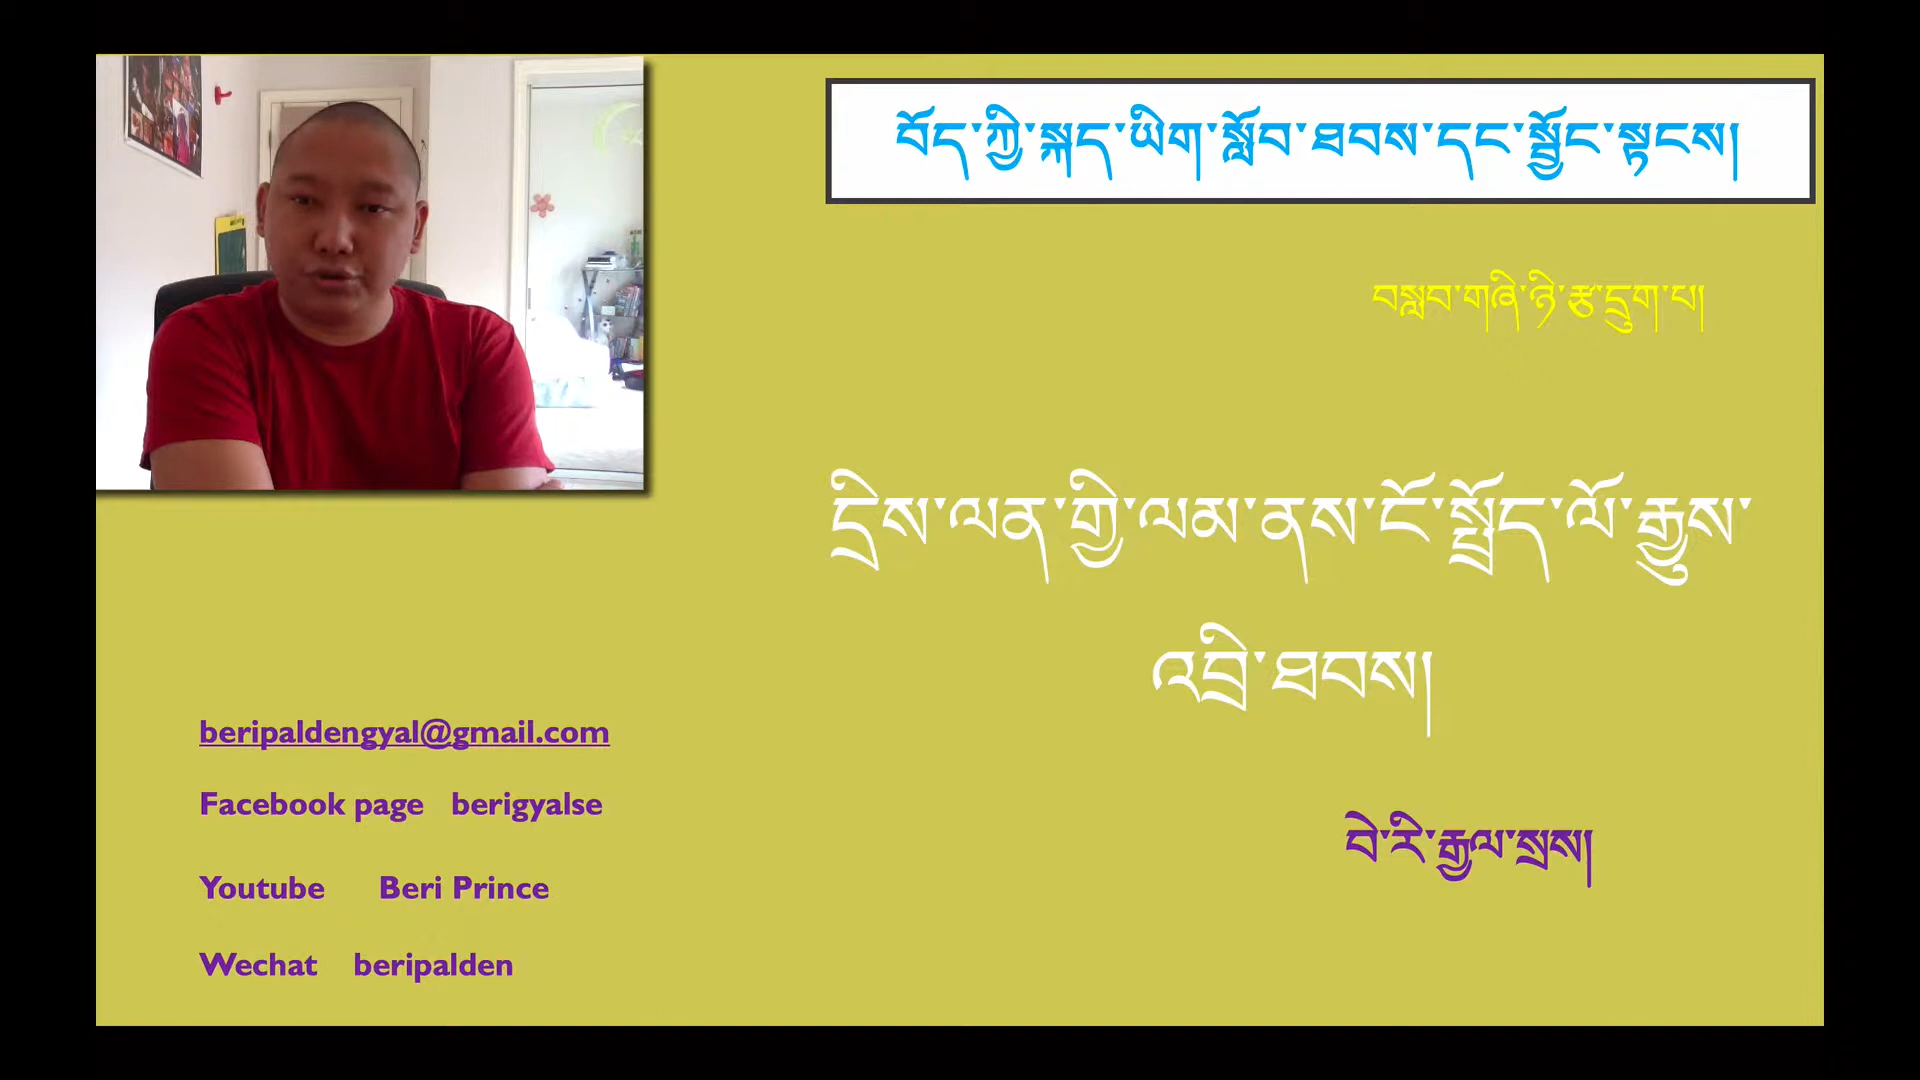 བོད་ཀྱི་སྐད་ཡིག་སློབ་ཐབས་དང་སྦྱོང་སྟངས།
བསླབ་གཞི་ཉི་རྩ་དྲུག་པ།
དྲིས་ལན་གྱི་ལམ་ནས་ངོ་སྤྲོད་ལོ་རྒྱུས་
འབྲི་ཐབས།
བེ་རི་རྒྱལ་སྲས།
beripaldengyal@gmail.com
Facebook page berigyalse
Youtube Beri Prince
Wechat beripalden